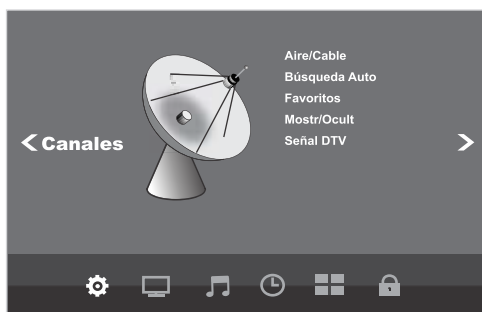 Canales
Aire/Cable
Búsqueda Auto
Favoritos
Mostr/Ocult
Señal DTV